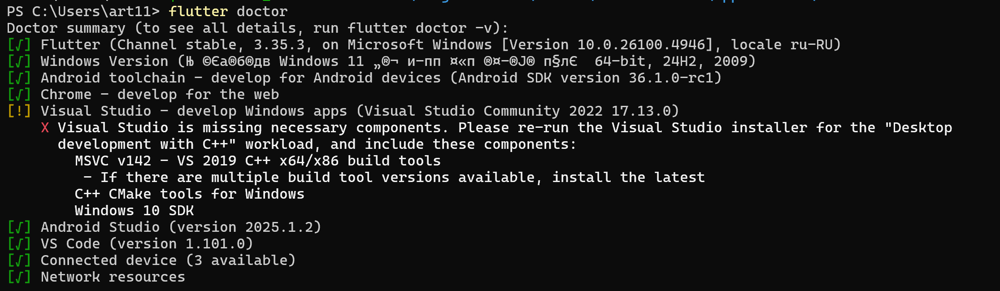 PS C:\Users\art11> flutter doctor
Doctor summary (to see all details, run flutter doctor -v):
[√] Flutter (Channel stable, 3.35.3, on Microsoft Windows [Version 10.0.26100.4946], locale ru-RU)
[√] Windows Version (Њ ©Єа®б®дв Windows 11 „®¬ и­пп ¤«п ®¤­®Ј® п§лЄ  64-bit, 24H2, 2009)
[√] Android toolchain - develop for Android devices (Android SDK version 36.1.0-rc1)
[√] Chrome - develop for the web
[!] Visual Studio - develop Windows apps (Visual Studio Community 2022 17.13.0)
X Visual Studio is missing necessary components. Please re-run the Visual Studio installer for the "Desktop
development with C++" workload, and include these components:
MSVC v142 - VS 2019 C++ x64/x86 build tools
- If there are multiple build tool versions available, install the latest
C++ CMake tools for Windows
Windows 10 SDK
[√] Android Studio (version 2025.1.2)
[√] VS Code (version 1.101.0)
[√] Connected device (3 available)
[√] Network resources